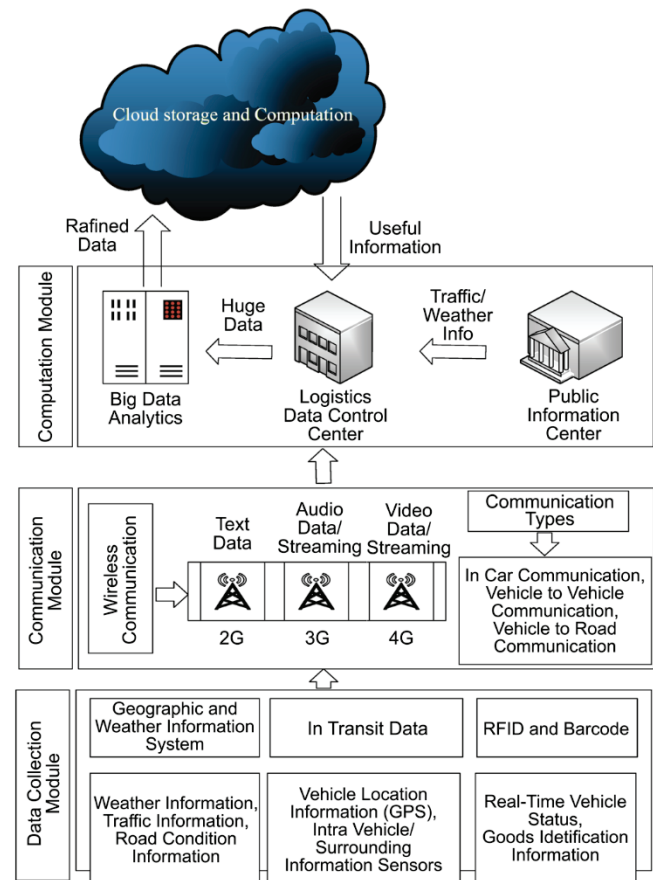 Cloud storage and Computation
Rafined
Data
Useful
Information
Computation Module
Huge
Data
Traffic/
Weather
Info
Big Data
Analytics
Logistics
Data Control
Center
Public
Information
Center
Communication
Module
Wireless
Communication
Text
Data
Audio
Data/
Streaming
Video
Data/
Streaming
2G
3G
4G
Communication
Types
In Car Communication,
Vehicle to Vehicle
Communication,
Vehicle to Road
Communication
Data Collection
Module
Geographic and
Weather Information
System
In Transit Data
RFID and Barcode
Weather Information,
Traffic Information,
Road Condition
Information
Vehicle Location
Information (GPS),
Intra Vehicle/
Surrounding
Information Sensors
Real-Time Vehicle
Status,
Goods Idetification
Information